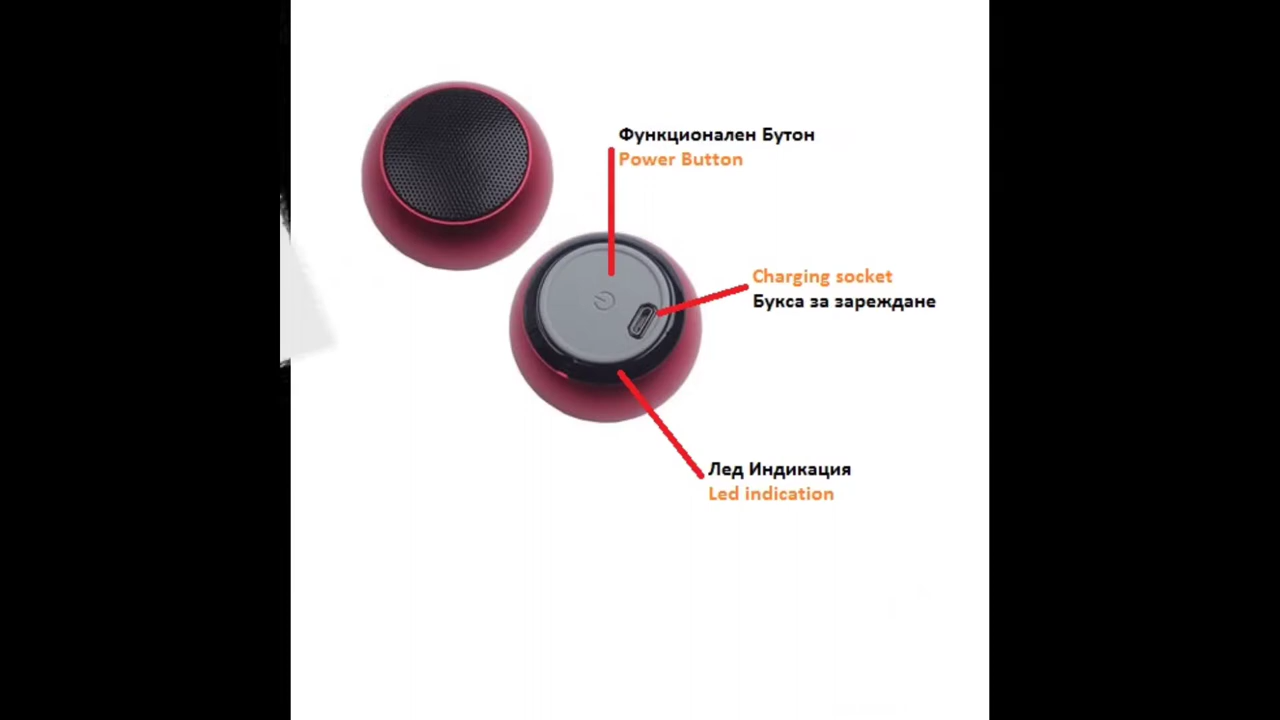 Функционален Бутон
Power Button
Charging socket
Букса за зареждане
Лед Индикация
Led indication